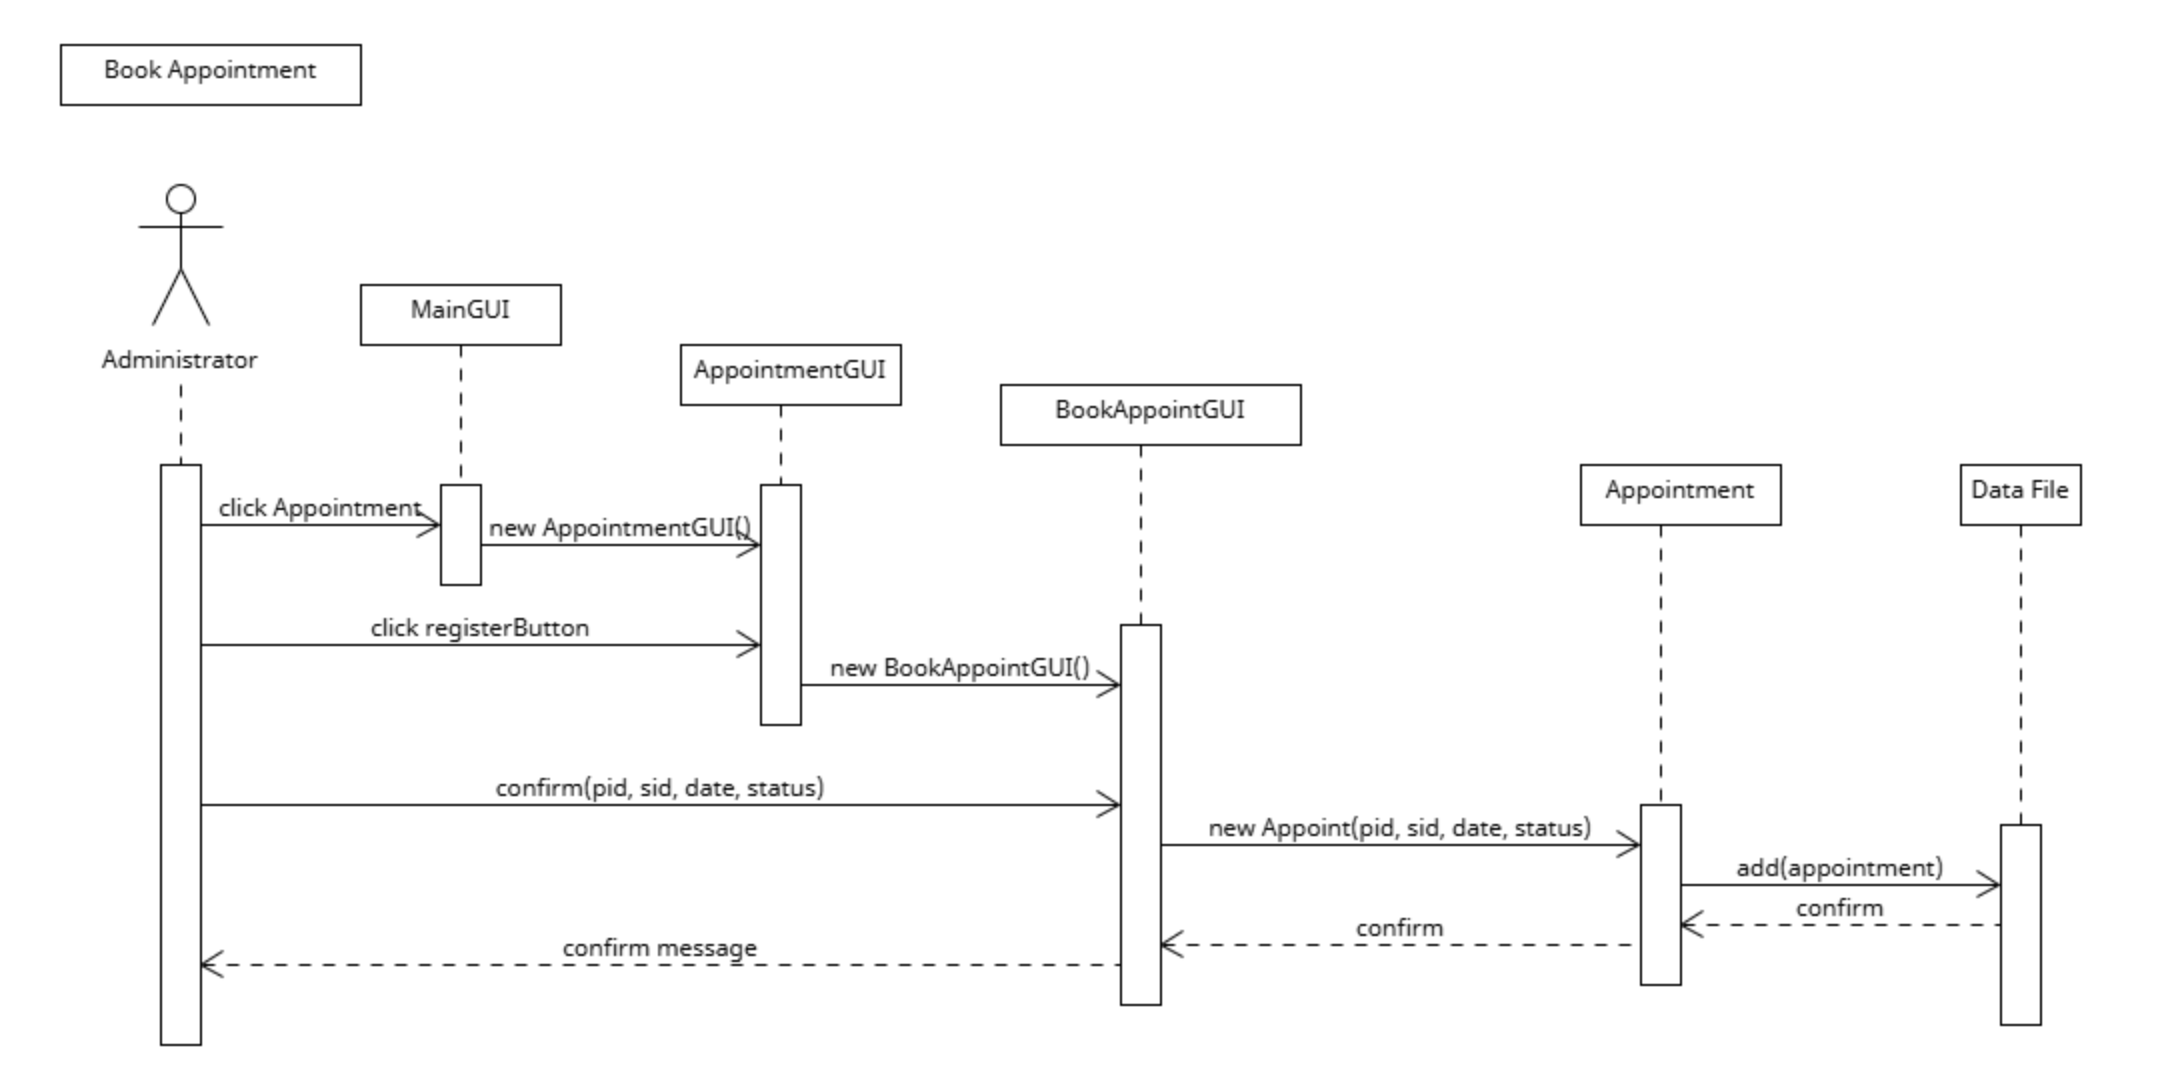 Book Appointment
Administrator
MainGUI
AppointmentGUI
BookAppointGUI
Appointment
Data File
click Appointment
new AppointmentGUI()
click registerButton
new BookAppointGUI()
confirm(pid, sid, date, status)
new Appoint(pid, sid, date, status)
add(appointment)
confirm
confirm
confirm message